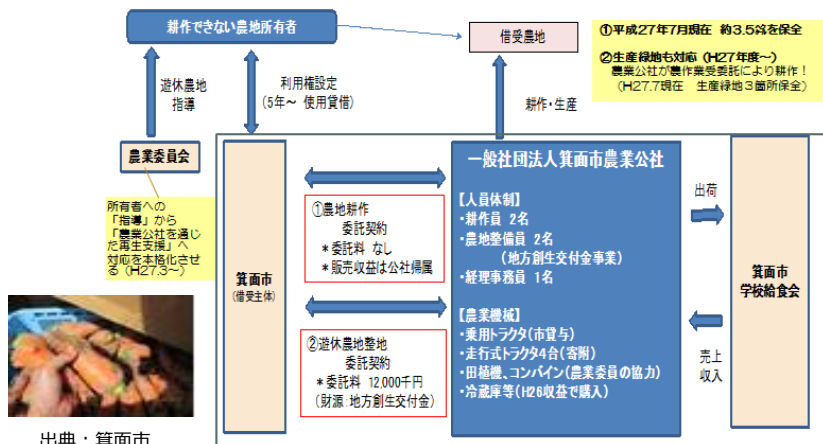 耕作できない農地所有者
借受農地
①平成27年7月現在 約3.5㌶を保全
②生産緑地も対応（H27年度～）
農業公社が農作業受委託により耕作！
（H27.7現在 生産緑地３箇所保全）
遊休農地
指導
利用権設定
(5年～ 使用貸借)
耕作・生産
農業委員会
所有者への
「指導」から
「農業公社を通じ
た再生支援」へ
対応を本格化させ
る（H27.3～）
箕面市
(借受主体)
①農地耕作
委託契約
＊委託料 なし
＊販売収益は公社帰属
②遊休農地整地
委託契約
＊委託料 12,000千円
(財源:地方創生交付金)
一般社団法人箕面市農業公社
【人員体制】
・耕作員 2名
・農地整備員 2名
(地方創生交付金事業)
・経理事務員 1名
【農業機械】
・乗用トラクタ(市貸与)
・走行式トラクタ4台(寄附)
・田植機、コンバイン(農業委員の協力)
・冷蔵庫等(H26収益で購入)
出荷
売上
収入
箕面市
学校給食会
出典：箕面市